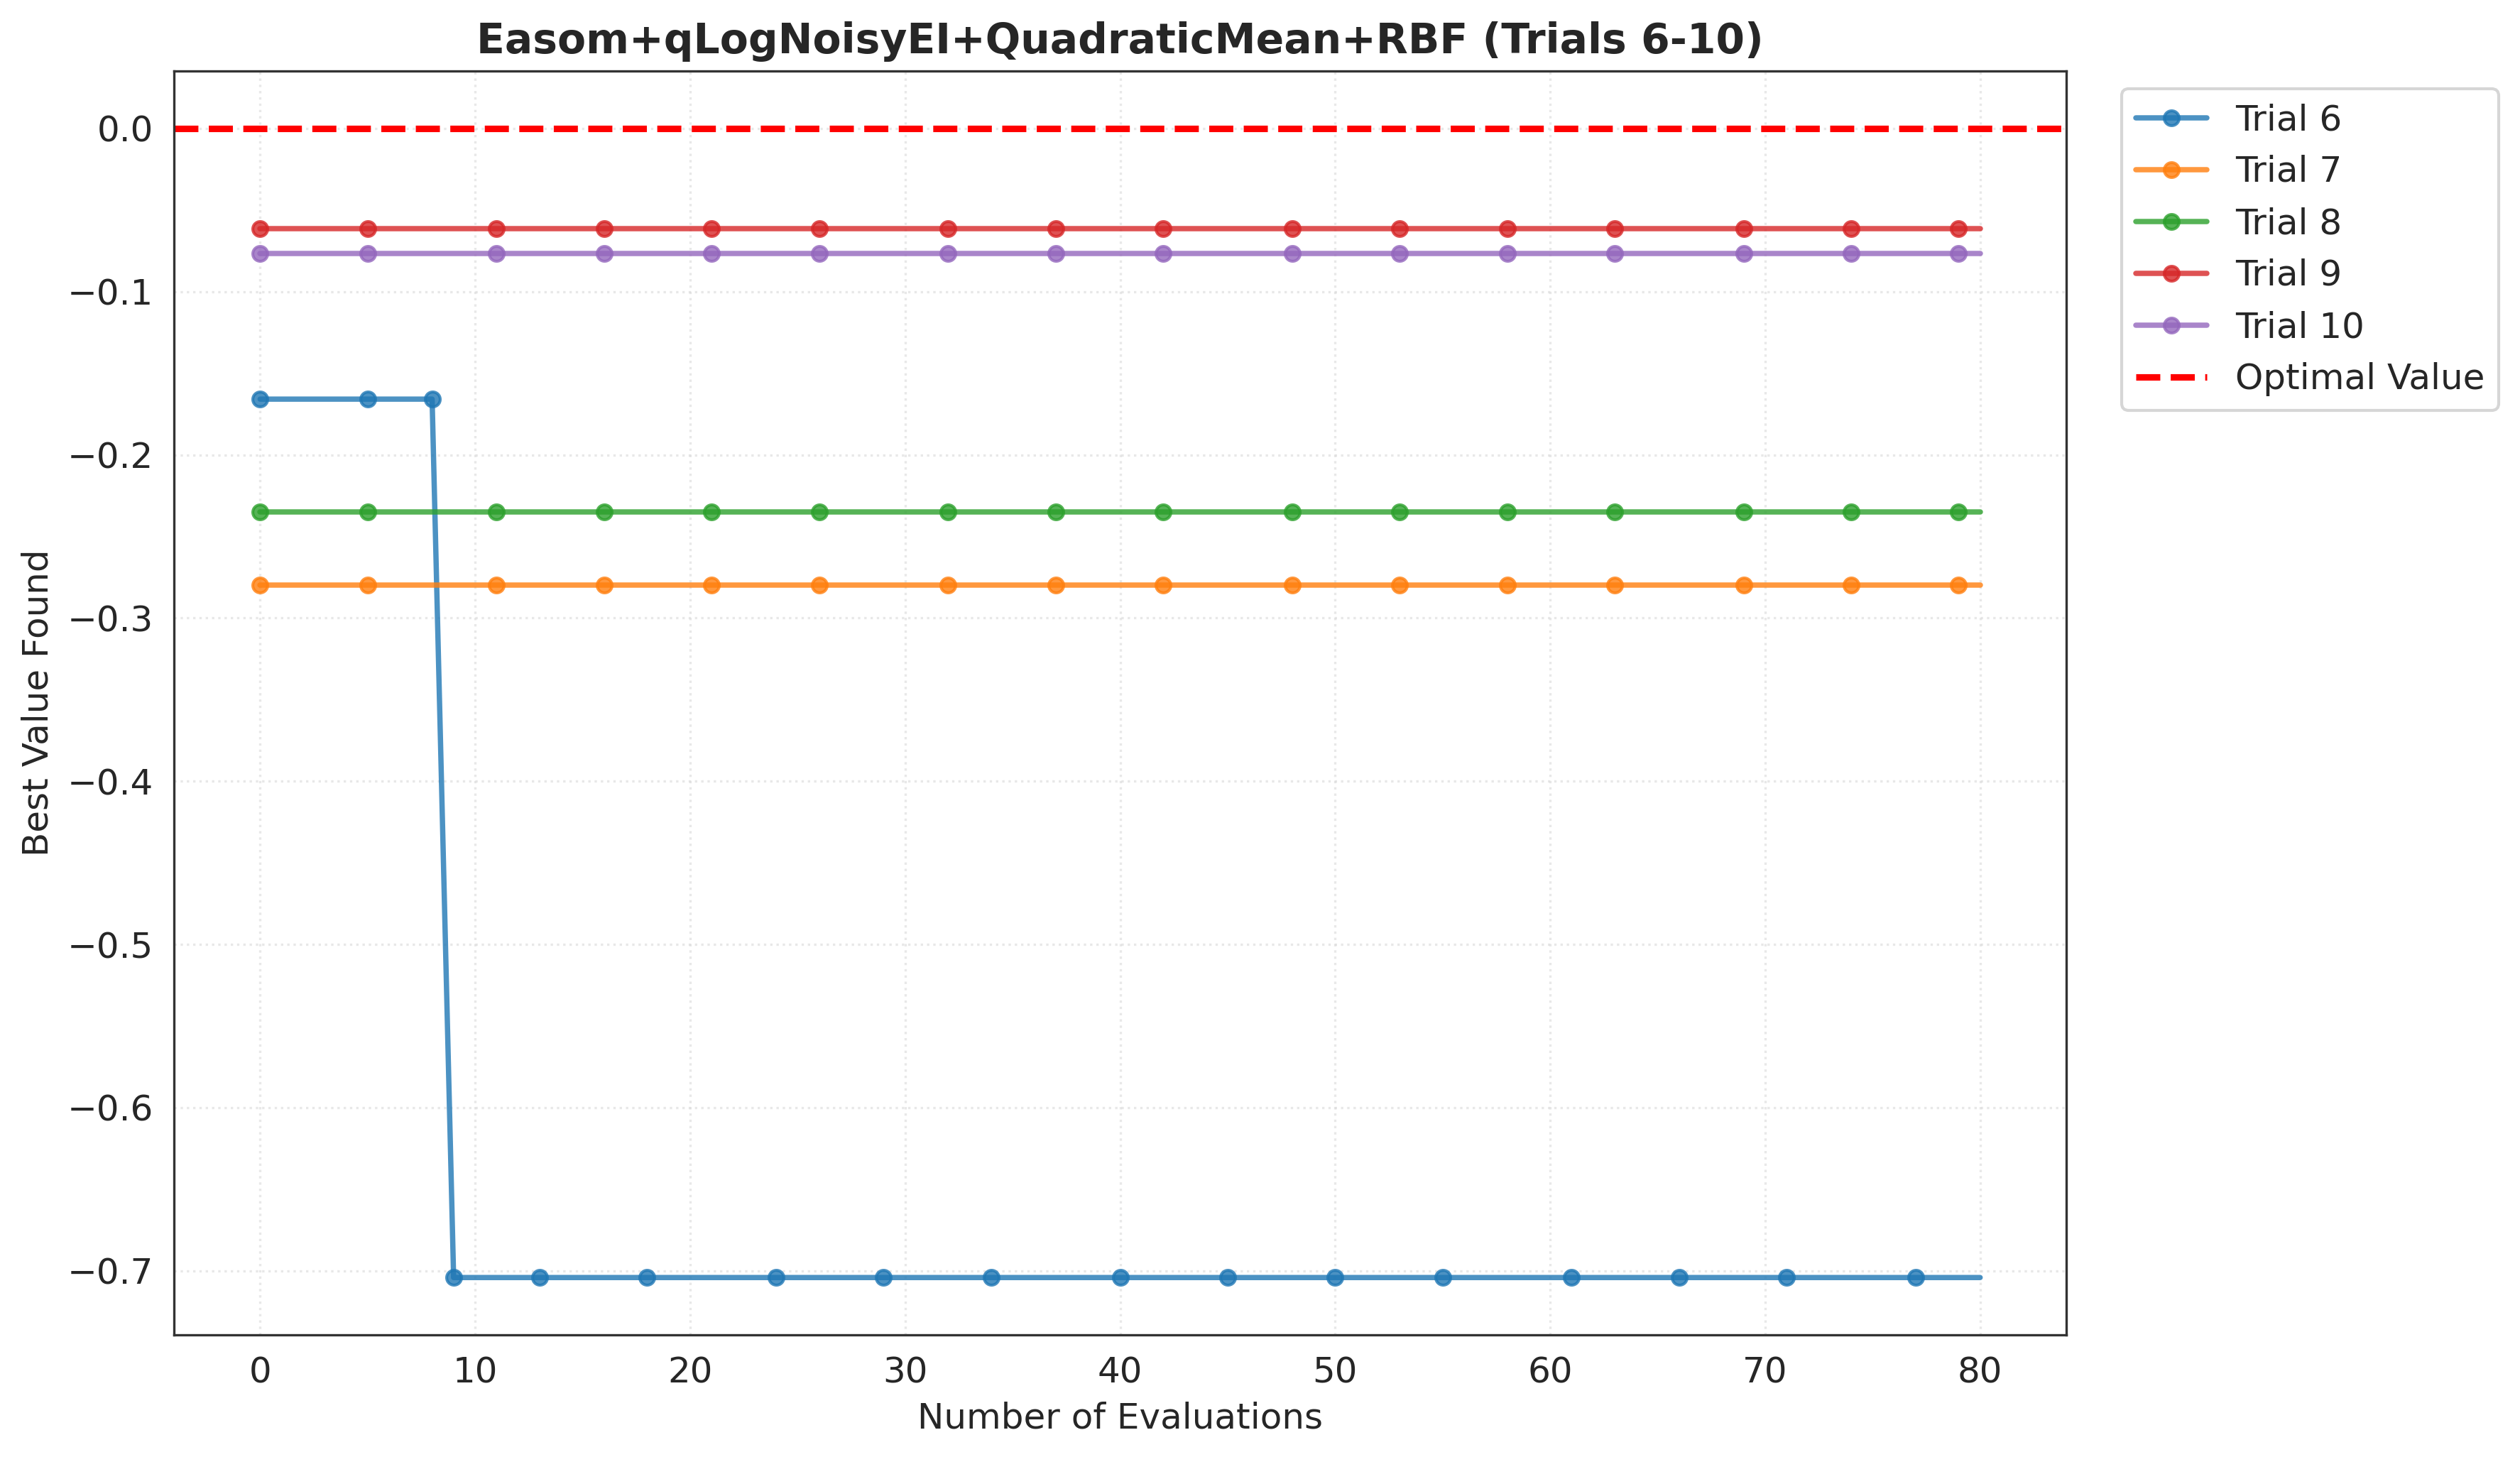 Easom+qLogNoisyEI+QuadraticMean+RBF (Trials 6-10)
Trial 6
Trial 7
Trial 8
Trial 9
Trial 10
Optimal Value
Best Value Found
0.0
−0.1
−0.2
−0.3
−0.4
−0.5
−0.6
−0.7
0 10 20 30 40 50 60 70 80
Number of Evaluations